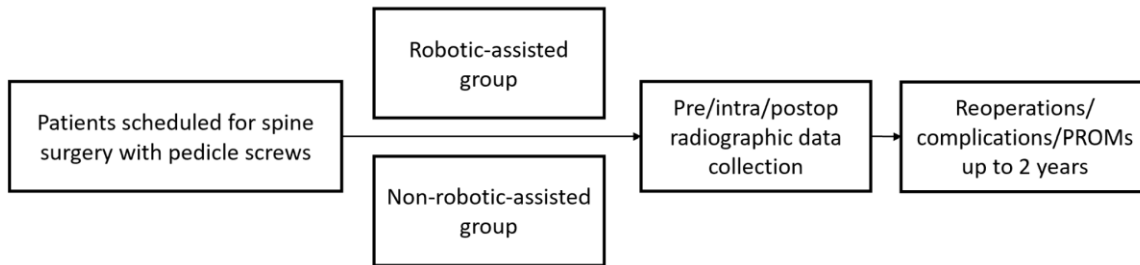 Patients scheduled for spine
surgery with pedicle screws
Robotic-assisted
group
Non-robotic-assisted
group
Pre/intra/postop
radiographic data
collection
Reoperations/
complications/PROMs
up to 2 years